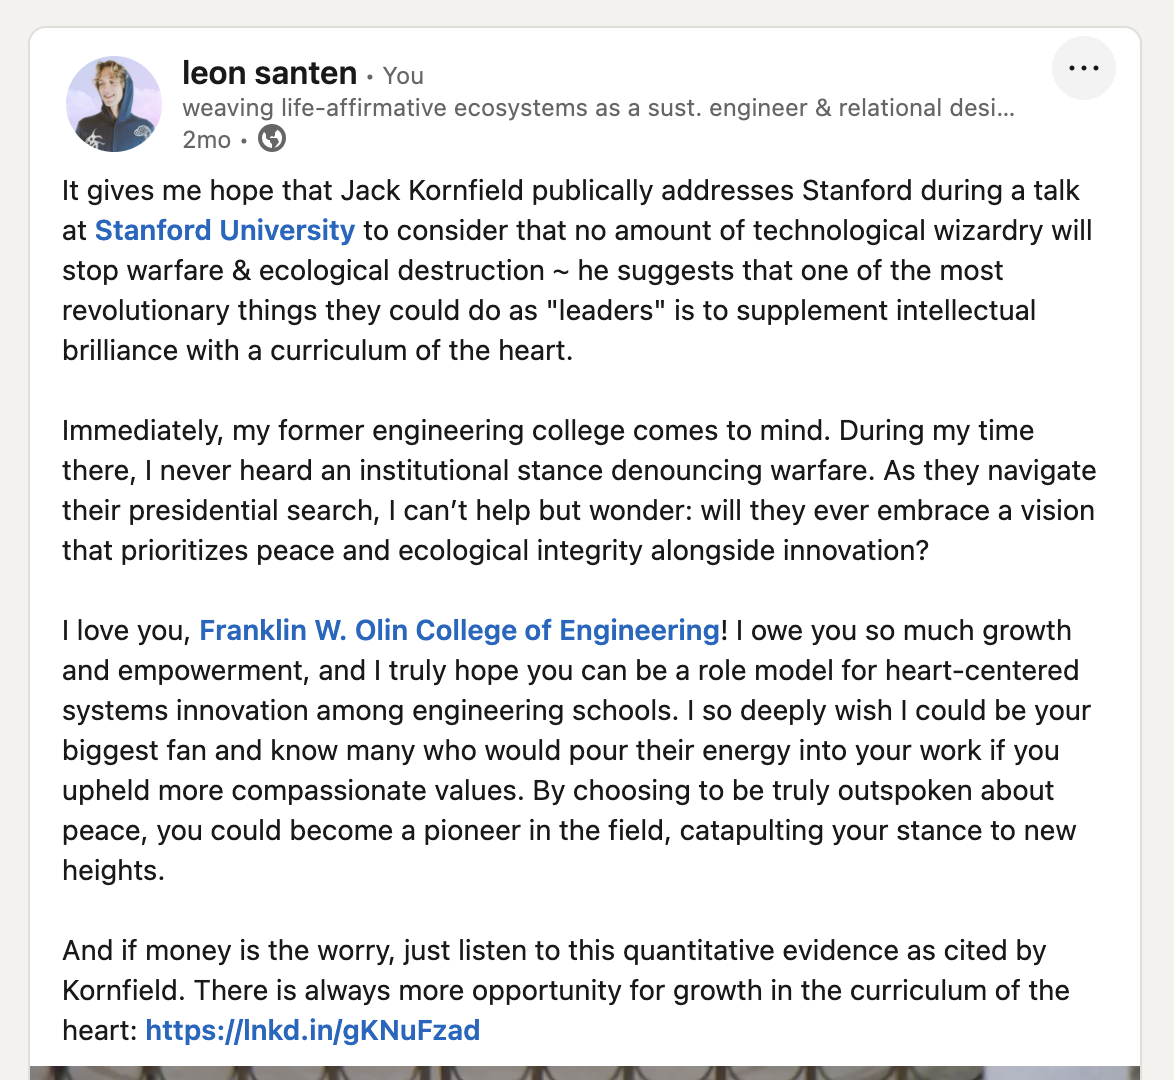 leon santen • You
weaving life-affirmative ecosystems as a sust. engineer & relational desi...
2mo •
It gives me hope that Jack Kornfield publically addresses Stanford during a talk
at Stanford University to consider that no amount of technological wizardry will
stop warfare & ecological destruction ~ he suggests that one of the most
revolutionary things they could do as "leaders" is to supplement intellectual
brilliance with a curriculum of the heart.
Immediately, my former engineering college comes to mind. During my time
there, I never heard an institutional stance denouncing warfare. As they navigate
their presidential search, I can’t help but wonder: will they ever embrace a vision
that prioritizes peace and ecological integrity alongside innovation?
I love you, Franklin W. Olin College of Engineering! I owe you so much growth
and empowerment, and I truly hope you can be a role model for heart-centered
systems innovation among engineering schools. I so deeply wish I could be your
biggest fan and know many who would pour their energy into your work if you
upheld more compassionate values. By choosing to be truly outspoken about
peace, you could become a pioneer in the field, catapulting your stance to new
heights.
And if money is the worry, just listen to this quantitative evidence as cited by
Kornfield. There is always more opportunity for growth in the curriculum of the
heart: https://lnkd.in/gKNuFzad